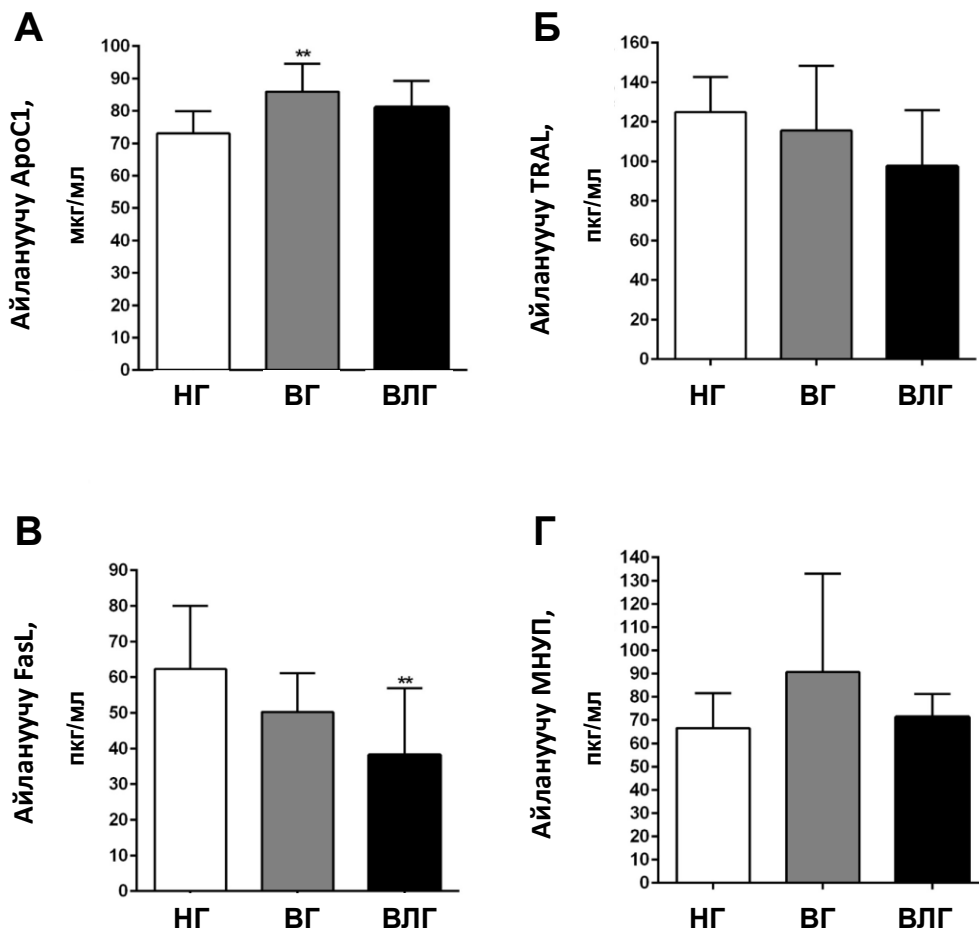 А
Айлануучу ApoC1,
мкг/мл
100
90
80
70
60
50
40
30
20
10
0
**
НГ ВГ ВЛГ
Б
Айлануучу TRAL,
пкг/мл
160
140
120
100
80
60
40
20
0
НГ ВГ ВЛГ
В
Айлануучу FasL,
пкг/мл
90
80
70
60
50
40
30
20
10
0
**
НГ ВГ ВЛГ
Г
Айлануучу МНУП,
пкг/мл
140
130
120
110
100
90
80
70
60
50
40
30
20
10
0
НГ ВГ ВЛГ